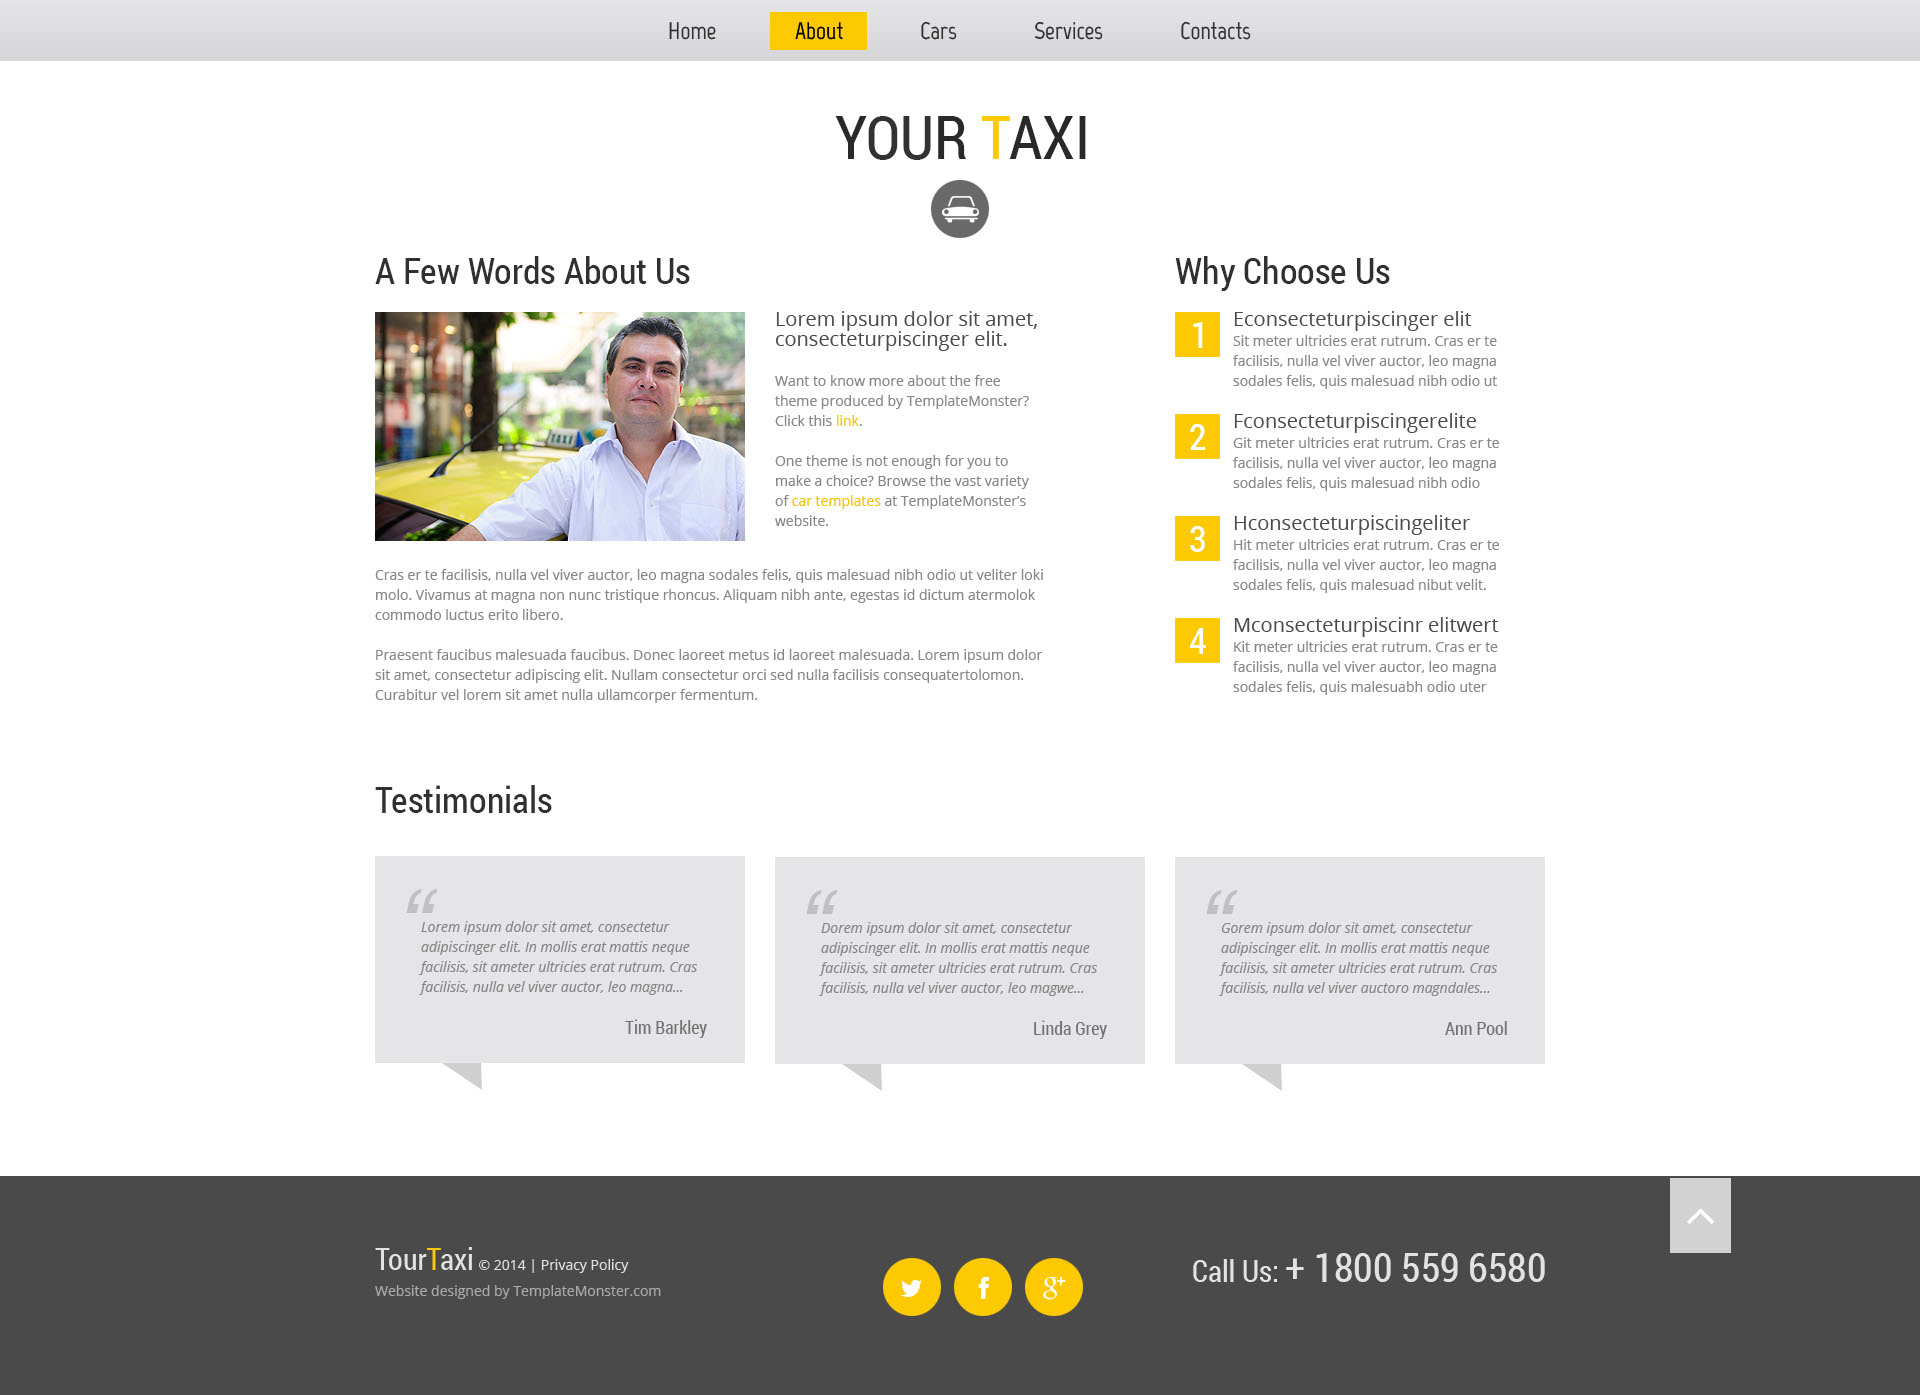 Home About Cars Services Contacts
YOUR TAXI
A Few Words About Us
TAXI
Lorem ipsum dolor sit amet,
consecteturpiscinger elit.
Want to know more about the free
theme produced by TemplateMonster?
Click this link.
One theme is not enough for you to
make a choice? Browse the vast variety
of car templates at TemplateMonster's
website.
Cras er te facilisis, nulla vel viver auctor, leo magna sodales felis, quis malesuad nibh odio ut veliter loki
molo. Vivamus at magna non nunc tristique rhoncus. Aliquam nibh ante, egestas id dictum atermolok
commodo luctus erito libero.
Praesent faucibus malesuada faucibus. Donec laoreet metus id laoreet malesuada. Lorem ipsum dolor
sit amet, consectetur adipiscing elit. Nullam consectetur orci sed nulla facilisis consequatertolomon.
Curabitur vel lorem sit amet nulla ullamcorper fermentum.
Why Choose Us
1
Econsecteturpiscinger elit
Sit meter ultricies erat rutrum. Cras er te
facilisis, nulla vel viver auctor, leo magna
sodales felis, quis malesuad nibh odio ut
2
Fconsecteturpiscingerelite
Git meter ultricies erat rutrum. Cras er te
facilisis, nulla vel viver auctor, leo magna
sodales felis, quis malesuad nibh odio
3
Hconsecteturpiscingeliter
Hit meter ultricies erat rutrum. Cras er te
facilisis, nulla vel viver auctor, leo magna
sodales felis, quis malesuad nibut velit.
4
Mconsecteturpiscinr elitwert
Kit meter ultricies erat rutrum. Cras er te
facilisis, nulla vel viver auctor, leo magna
sodales felis, quis malesuabh odio uter
Testimonials
“
Lorem ipsum dolor sit amet, consectetur
adipiscinger elit. In mollis erat mattis neque
facilisis, sit ameter ultricies erat rutrum. Cras
facilisis, nulla vel viver auctor, leo magna...
Tim Barkley
“
Dorem ipsum dolor sit amet, consectetur
adipiscinger elit. In mollis erat mattis neque
facilisis, sit ameter ultricies erat rutrum. Cras
facilisis, nulla vel viver auctor, leo magwe...
Linda Grey
“
Gorem ipsum dolor sit amet, consectetur
adipiscinger elit. In mollis erat mattis neque
facilisis, sit ameter ultricies erat rutrum. Cras
facilisis, nulla vel viver auctoro magndales...
Ann Pool
TourTaxi © 2014 | Privacy Policy
Website designed by TemplateMonster.com
f g+
Call Us: + 1800 559 6580